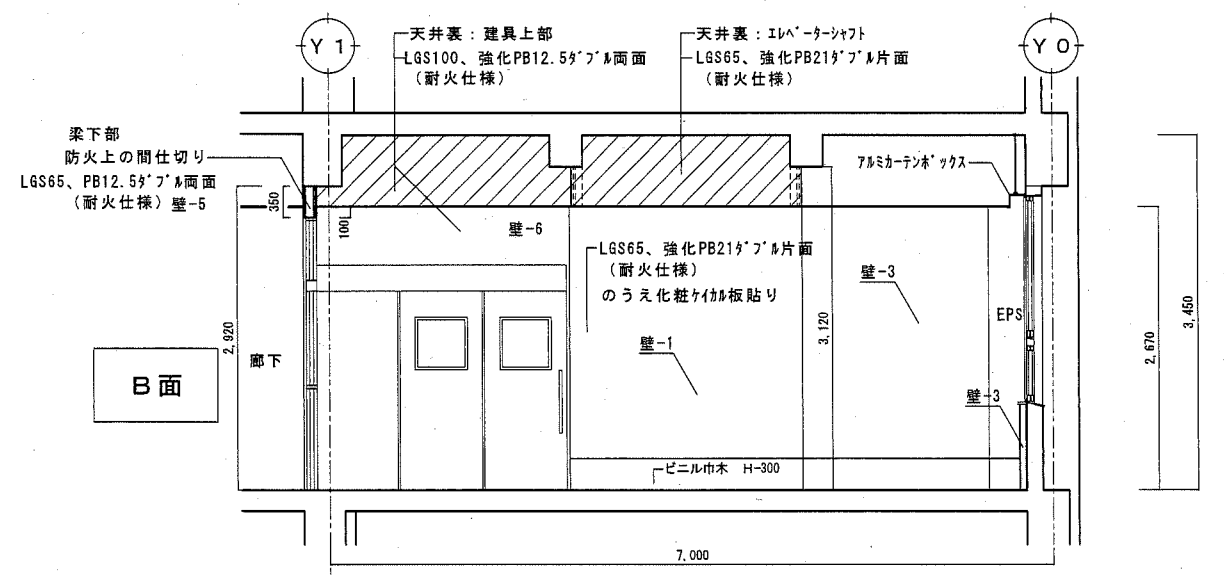 Y 1
天井裏：建具上部
LGS100、強化PB12.5ダブル両面
（耐火仕様）
天井裏：エレベーターシャフト
LGS65、強化PB21ダブル片面
（耐火仕様）
Y 0
梁下部
防火上の間仕切り
LGS65、PB12.5ダブル両面
（耐火仕様）壁-5
アルミカーテンボックス
350
100
壁-6
LGS65、強化PB21ダブル片面
（耐火仕様）
のうえ化粧ケイカル板貼り
壁-3
EPS
2,920
3,120
2,670
3,450
廊下
壁-1
B面
壁-3
ビニル巾木 H-300
7,000